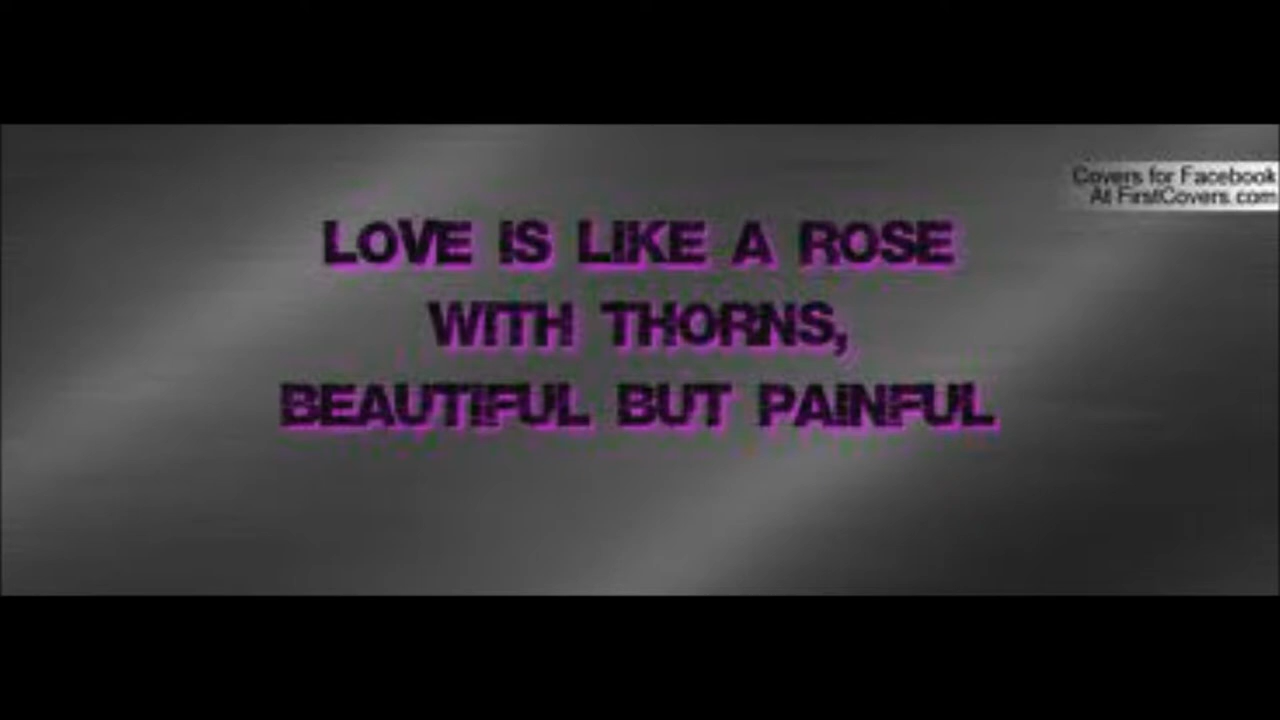 Covers for Facebook
At FirstCovers.com
LOVE IS LIKE A ROSE
WITH THORNS,
BEAUTIFUL BUT PAINFUL